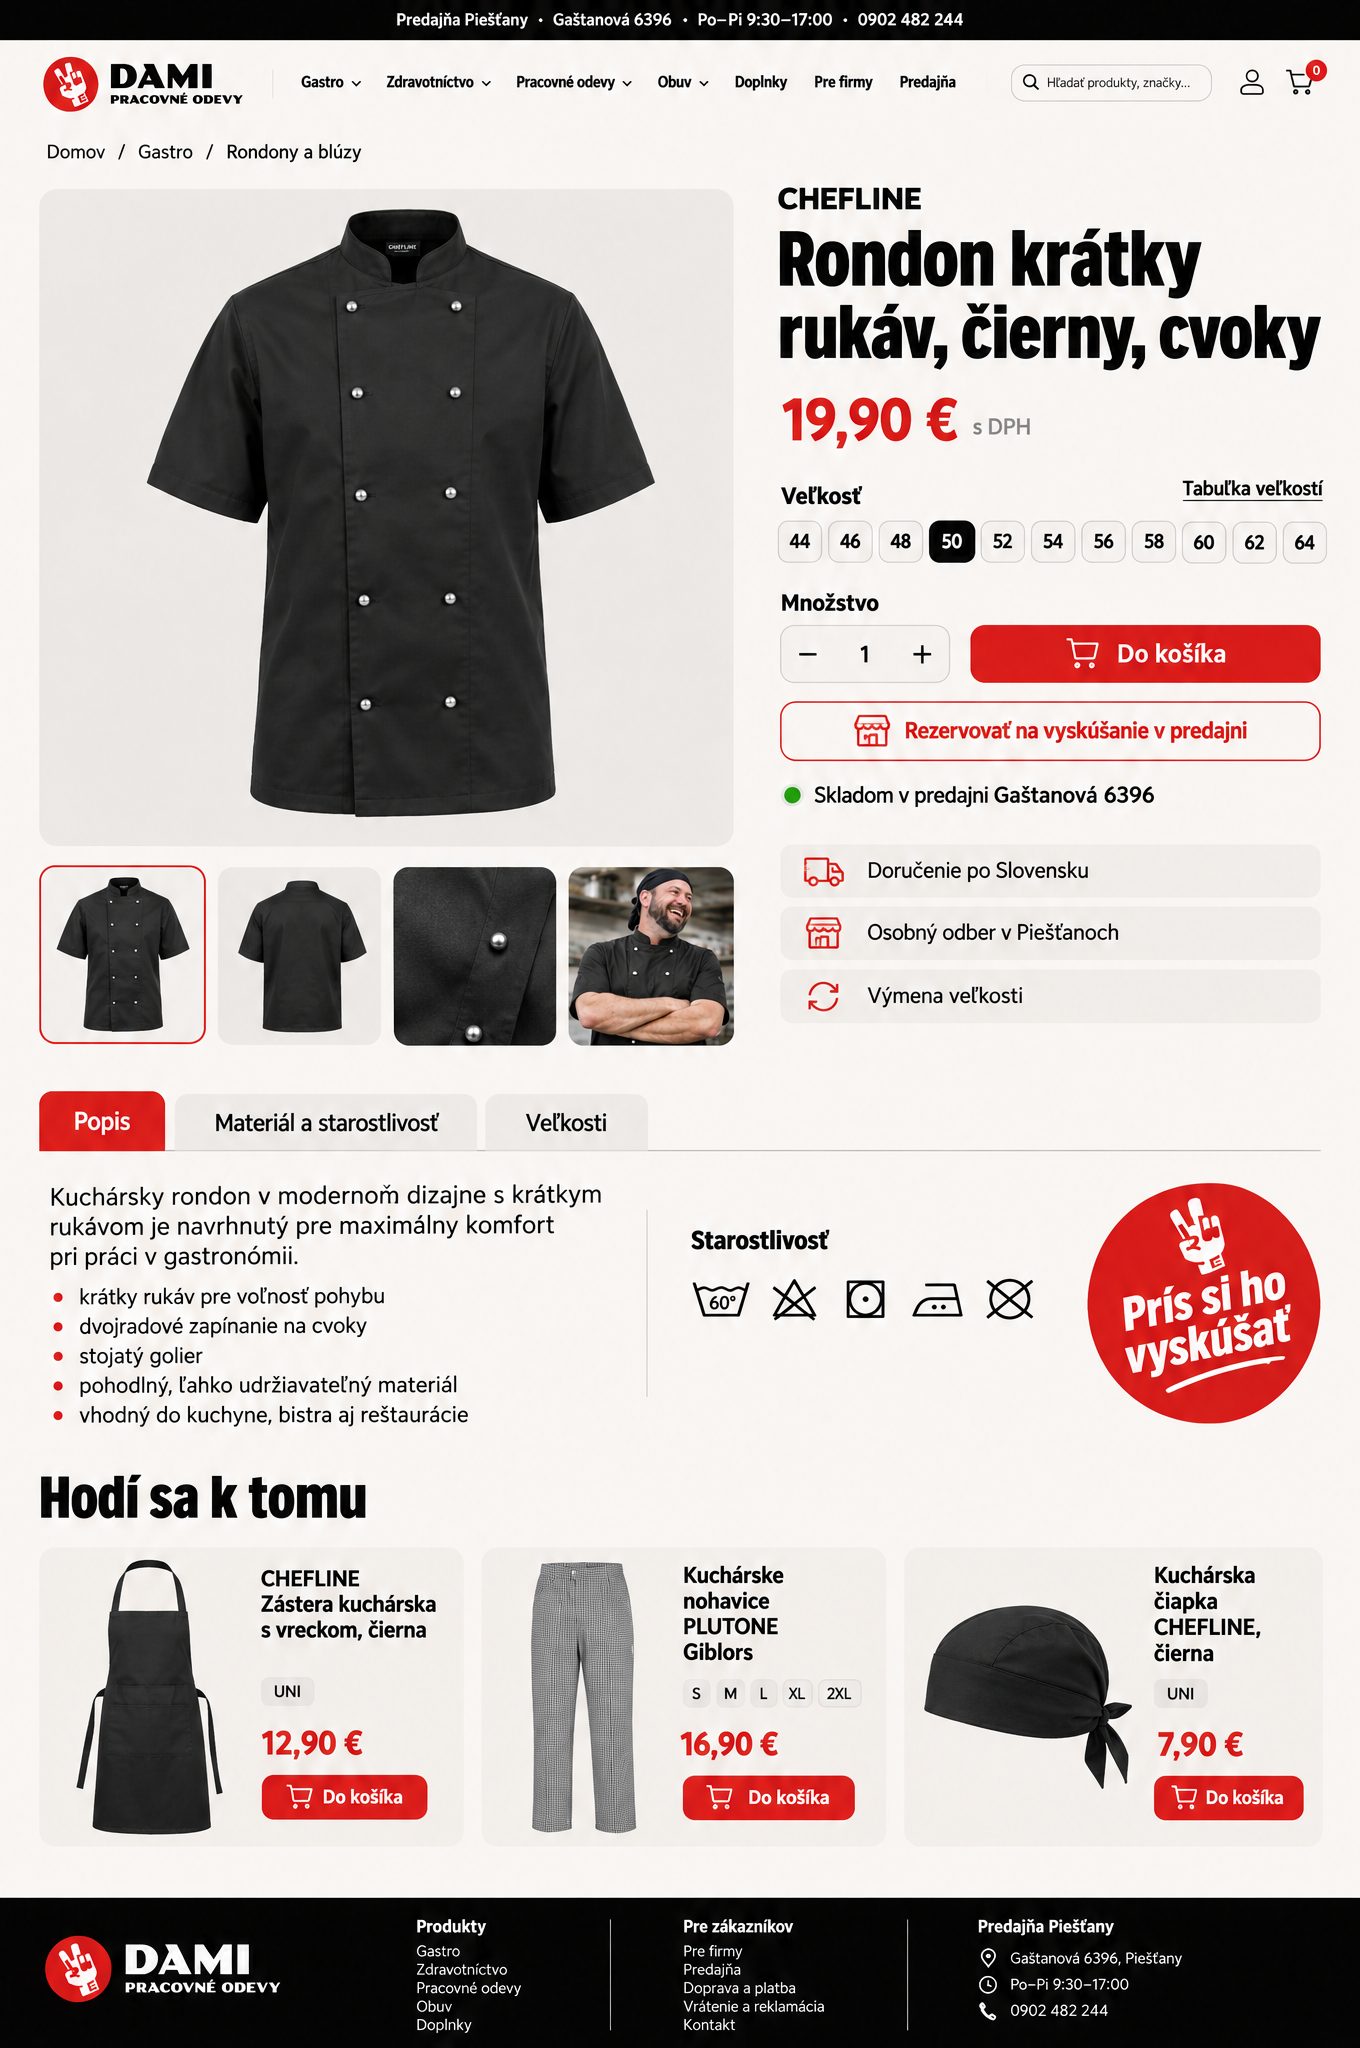 Predajňa Piešťany • Gaštanová 6396 • Po–Pi 9:30–17:00 • 0902 482 244
DAMI
PRACOVNÉ ODEVY
Gastro
Zdravotníctvo
Pracovné odevy
Obuv
Doplnky
Pre firmy
Predajňa
Hľadať produkty, značky...
0
Domov / Gastro / Rondony a blúzy
CHEFLINE
CHEFLINE
Rondon krátky
rukáv, čierny, cvoky
19,90 € s DPH
Veľkosť
Tabuľka veľkostí
44 46 48 50 52 54 56 58 60 62 64
Množstvo
− 1 +
Do košíka
Rezervovať na vyskúšanie v predajni
Skladom v predajni Gaštanová 6396
Doručenie po Slovensku
Osobný odber v Piešťanoch
Výmena veľkosti
Popis
Materiál a starostlivosť
Veľkosti
Kuchársky rondon v modernom̌ dizajne s krátkym
rukávom je navrhnutý pre maximálny komfort
pri práci v gastronómii.
• krátky rukáv pre voľnosť pohybu
• dvojradové zapínanie na cvoky
• stojatý golier
• pohodlný, ľahko udržiavateľný materiál
• vhodný do kuchyne, bistra aj reštaurácie
Starostlivosť
60°
Prís si ho
vyskúšať
Hodí sa k tomu
CHEFLINE
Zástera kuchárska
s vreckom, čierna
UNI
12,90 €
Do košíka
Kuchárske
nohavice
PLUTONE
Giblors
S M L XL 2XL
16,90 €
Do košíka
Kuchárska
čiapka
CHEFLINE,
čierna
UNI
7,90 €
Do košíka
DAMI
PRACOVNÉ ODEVY
Produkty
Gastro
Zdravotníctvo
Pracovné odevy
Obuv
Doplnky
Pre zákazníkov
Pre firmy
Predajňa
Doprava a platba
Vrátenie a reklamácia
Kontakt
Predajňa Piešťany
Gaštanová 6396, Piešťany
Po–Pi 9:30–17:00
0902 482 244